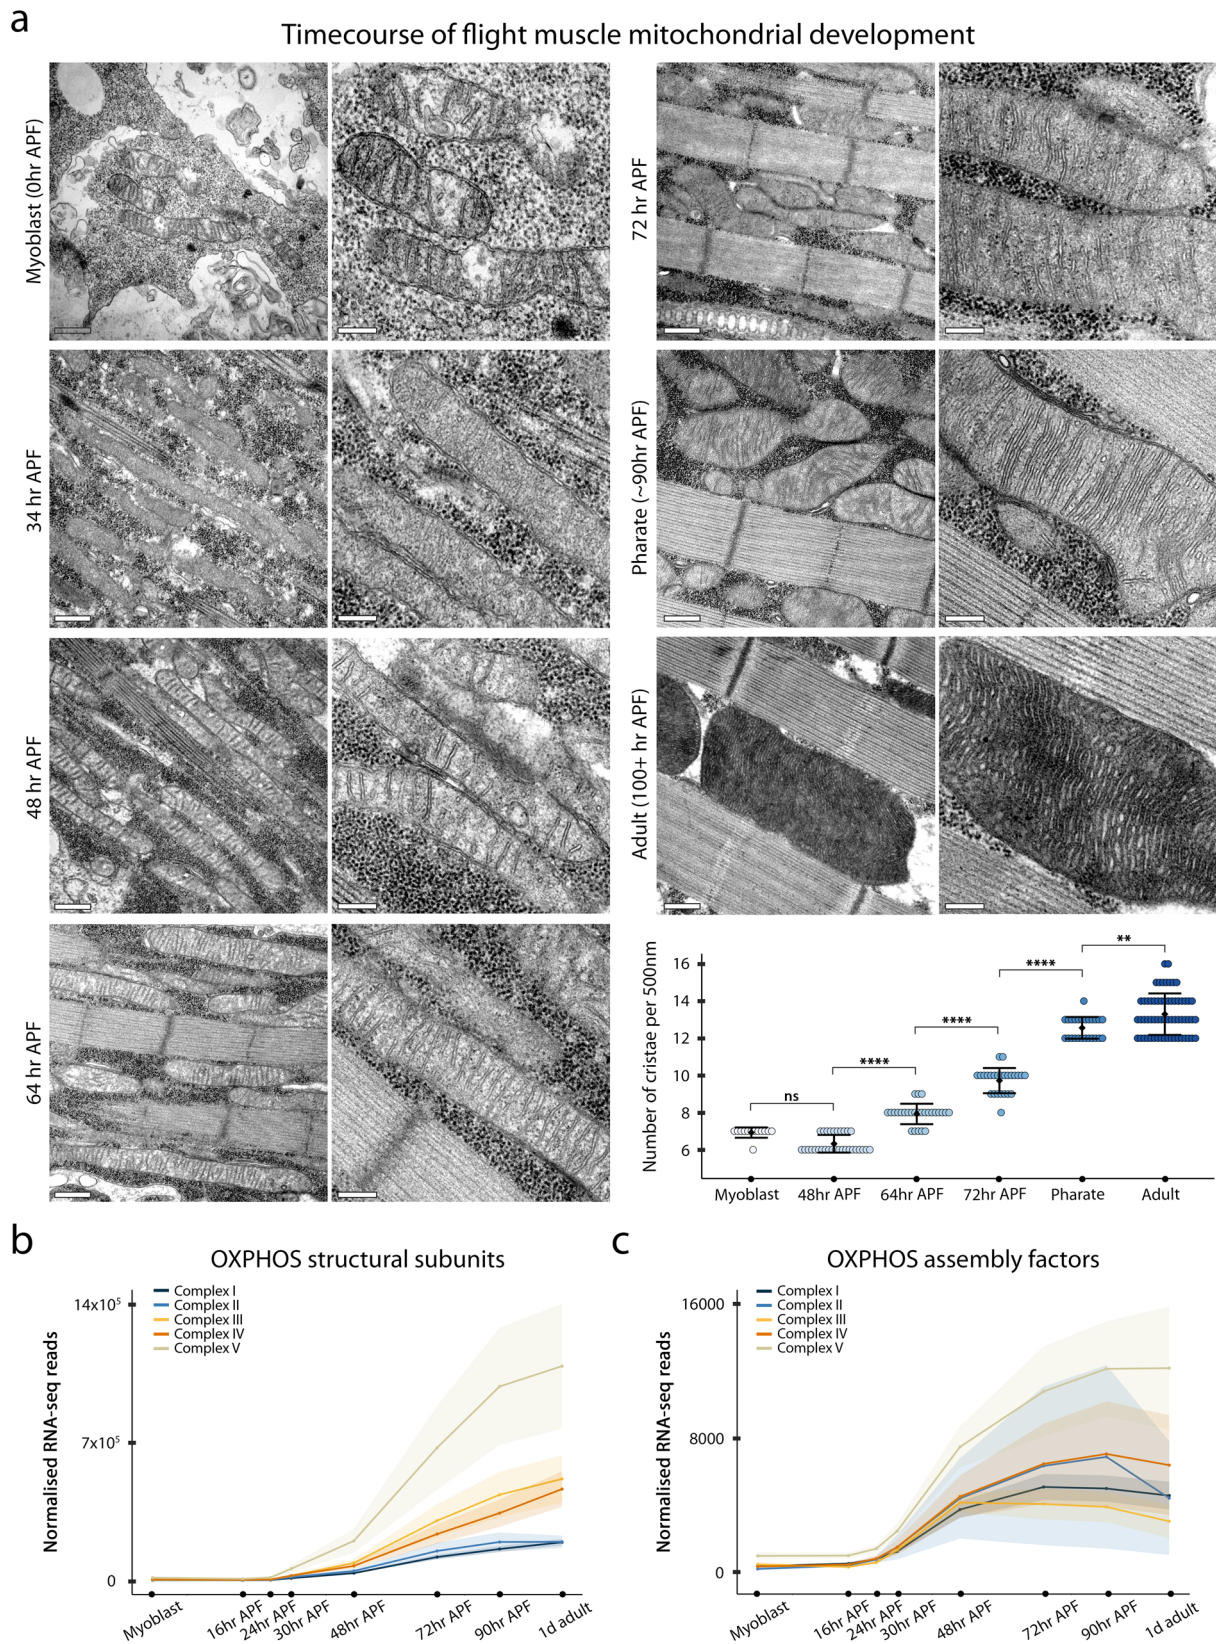 a
Timecourse of flight muscle mitochondrial development
Myoblast (0hr APF)
34 hr APF
48 hr APF
64 hr APF
72 hr APF
Pharate (~90hr APF)
Adult (100+ hr APF)
Number of cristae per 500nm
16
14
12
10
8
6
ns
****
****
****
**
Myoblast
48hr APF
64hr APF
72hr APF
Pharate
Adult
b
OXPHOS structural subunits
Complex I
Complex II
Complex III
Complex IV
Complex V
Normalised RNA-seq reads
14x10⁵
7x10⁵
0
Myoblast
16hr APF
24hr APF
30hr APF
48hr APF
72hr APF
90hr APF
1d adult
c
OXPHOS assembly factors
Complex I
Complex II
Complex III
Complex IV
Complex V
Normalised RNA-seq reads
16000
8000
0
Myoblast
16hr APF
24hr APF
30hr APF
48hr APF
72hr APF
90hr APF
1d adult